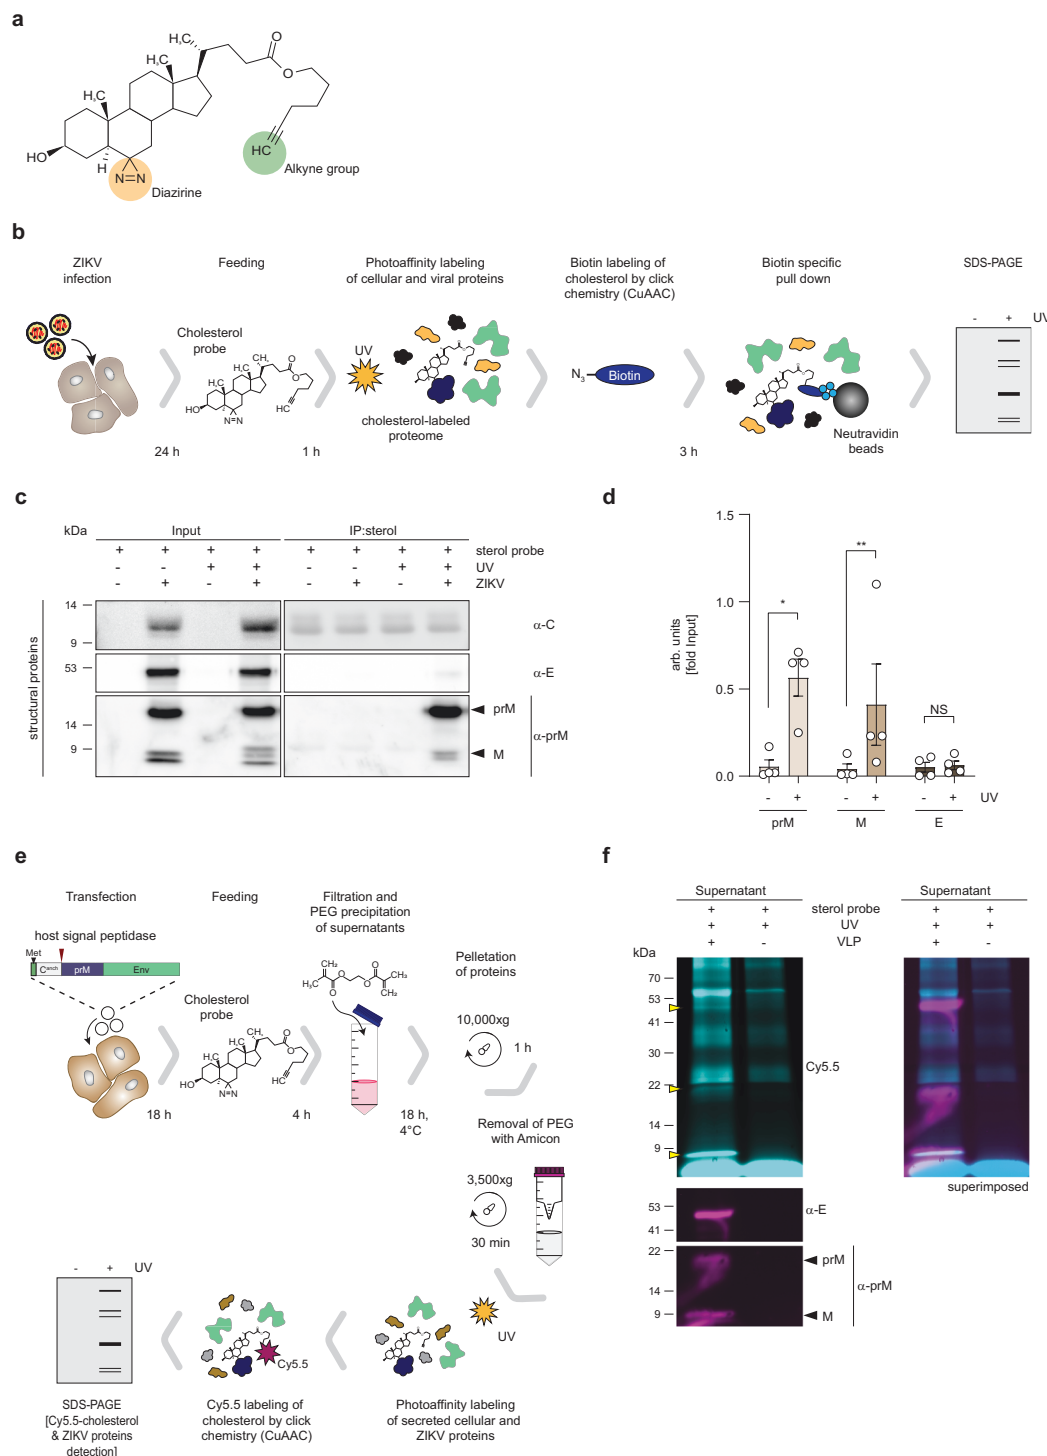 a
H₃C
O
H₃C
O
H₃C
HO
H
N=N
HC
Alkyne group
Diazirine
b
ZIKV
infection
Feeding
Photoaffinity labeling
of cellular and viral proteins
Biotin labeling of
cholesterol by click
chemistry (CuAAC)
Biotin specific
pull down
SDS-PAGE
- + UV
Cholesterol
probe
UV
N₃
Biotin
cholesterol-labeled
proteome
Neutravidin
beads
24 h
1 h
3 h
c
kDa
Input
IP:sterol
+ + + + + + + + sterol probe
- - + + - - + + UV
- + - + - + - + ZIKV
structural proteins
14
9
α-C
53
α-E
14
9
prM
M
α-prM
d
arb. units
[fold Input]
1.5
1.0
0.5
0.0
*
**
NS
- + - + - + UV
prM M E
e
Transfection
Feeding
Filtration and
PEG precipitation
of supernatants
host signal peptidase
Met
Canch prM Env
Cholesterol
probe
Pelletation
of proteins
10,000xg
1 h
18 h
4 h
18 h,
4°C
Removal of PEG
with Amicon
3,500xg
30 min
- + UV
Cy5.5
UV
SDS-PAGE
[Cy5.5-cholesterol
& ZIKV proteins
detection]
Cy5.5 labeling of
cholesterol by click
chemistry (CuAAC)
Photoaffinity labeling
of secreted cellular and
ZIKV proteins
f
Supernatant
Supernatant
+ + sterol probe + +
+ + UV + +
+ - VLP + -
kDa
70
53
41
30
22
14
9
Cy5.5
superimposed
53
41
α-E
22
14
9
prM
M
α-prM